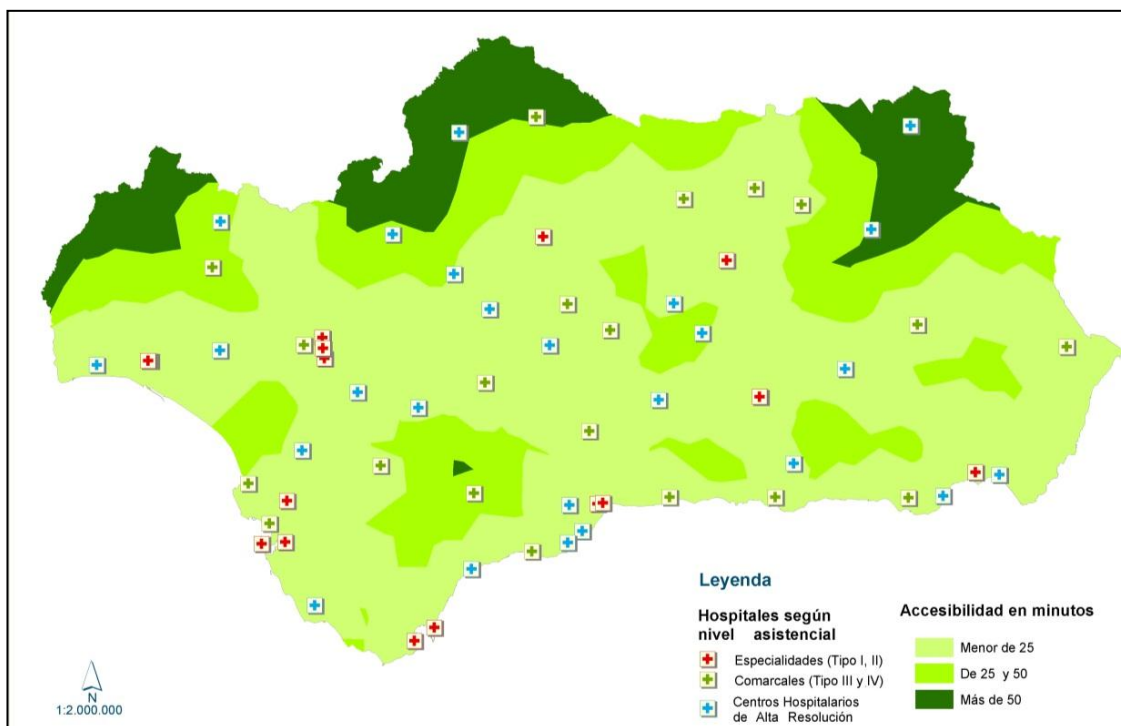 Leyenda
Hospitales según
nivel asistencial
Especialidades (Tipo I, II)
Comarcales (Tipo III y IV)
Centros Hospitalarios
de Alta Resolución
Accesibilidad en minutos
Menor de 25
De 25 y 50
Más de 50
N
1:2.000.000